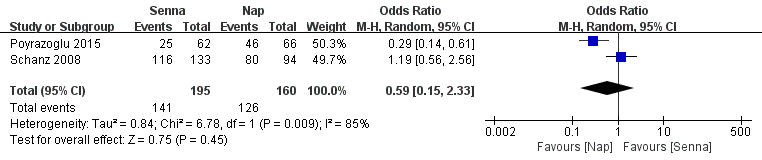 Senna Nap Odds Ratio Odds Ratio
Study or Subgroup Events Total Events Total Weight M-H, Random, 95% CI M-H, Random, 95% CI
Poyrazoglu 2015 25 62 46 66 50.3% 0.29 [0.14, 0.61]
Schanz 2008 116 133 80 94 49.7% 1.19 [0.56, 2.56]
Total (95% CI) 195 160 100.0% 0.59 [0.15, 2.33]
Total events 141 126
Heterogeneity: Tau² = 0.84; Chi² = 6.78, df = 1 (P = 0.009); I² = 85%
Test for overall effect: Z = 0.75 (P = 0.45)
0.002 0.1 1 10 500
Favours [Nap] Favours [Senna]